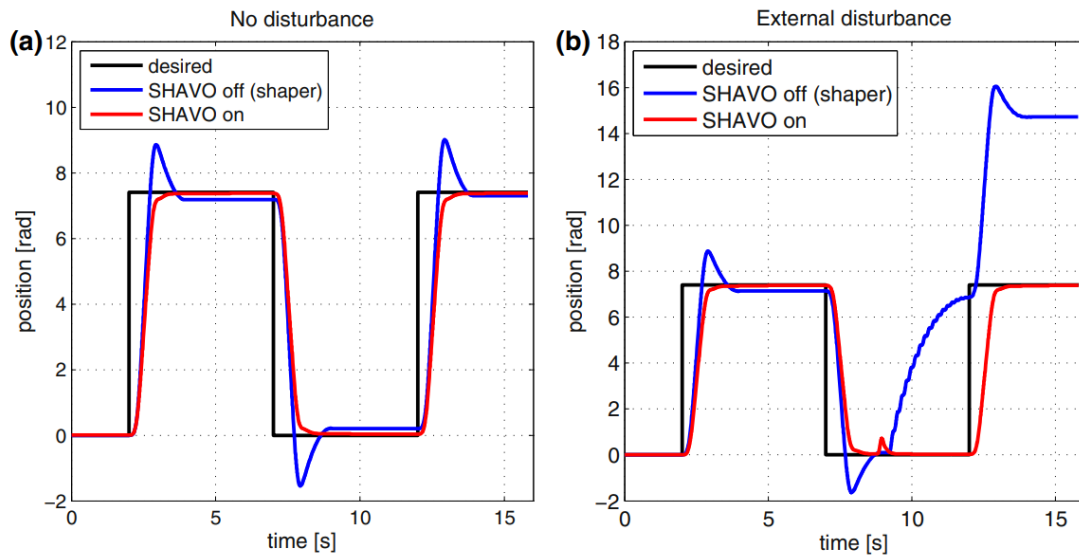 No disturbance
(a)
12
10
8
6
4
2
0
−2
0
5
10
15
position [rad]
time [s]
desired
SHAVO off (shaper)
SHAVO on
External disturbance
(b)
18
16
14
12
10
8
6
4
2
0
−2
0
5
10
15
position [rad]
time [s]
desired
SHAVO off (shaper)
SHAVO on